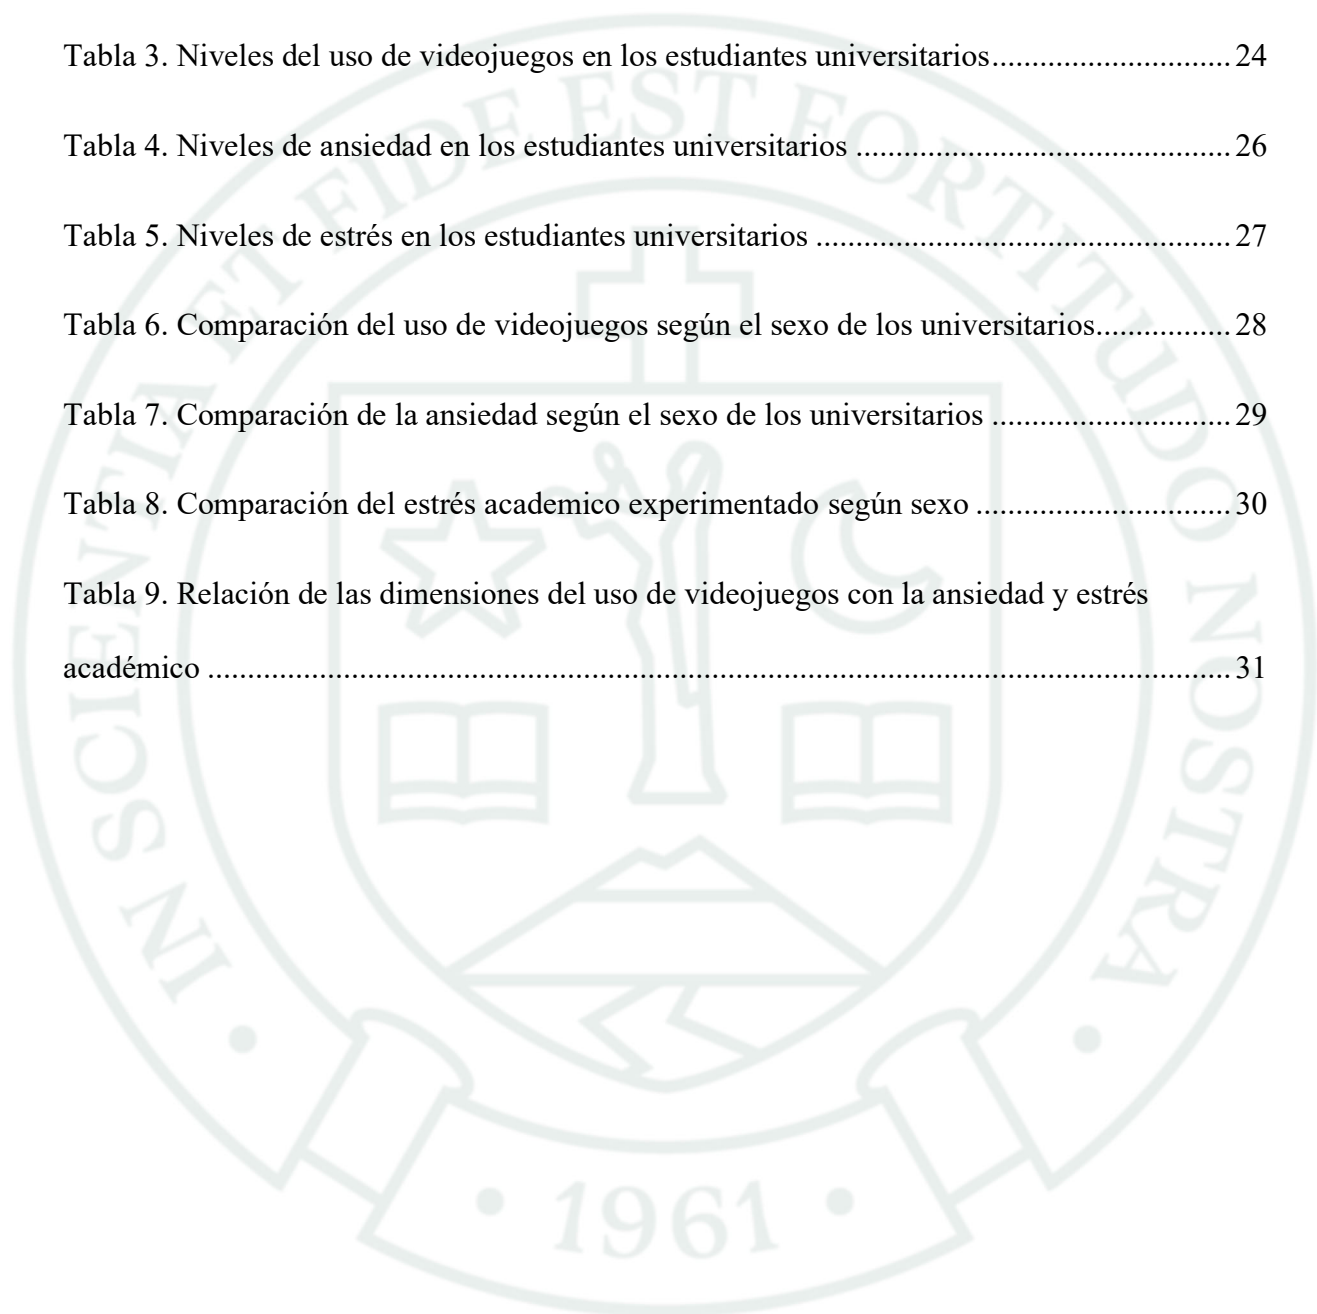 Tabla 3. Niveles del uso de videojuegos en los estudiantes universitarios.............................. 24
Tabla 4. Niveles de ansiedad en los estudiantes universitarios ............................................... 26
Tabla 5. Niveles de estrés en los estudiantes universitarios .................................................... 27
Tabla 6. Comparación del uso de videojuegos según el sexo de los universitarios................. 28
Tabla 7. Comparación de la ansiedad según el sexo de los universitarios .............................. 29
Tabla 8. Comparación del estrés academico experimentado según sexo ................................ 30
Tabla 9. Relación de las dimensiones del uso de videojuegos con la ansiedad y estrés
académico ................................................................................................................................ 31
IN SCIENTIA ET FIDE EST FORTITUDO NOSTRA
• 1961 •